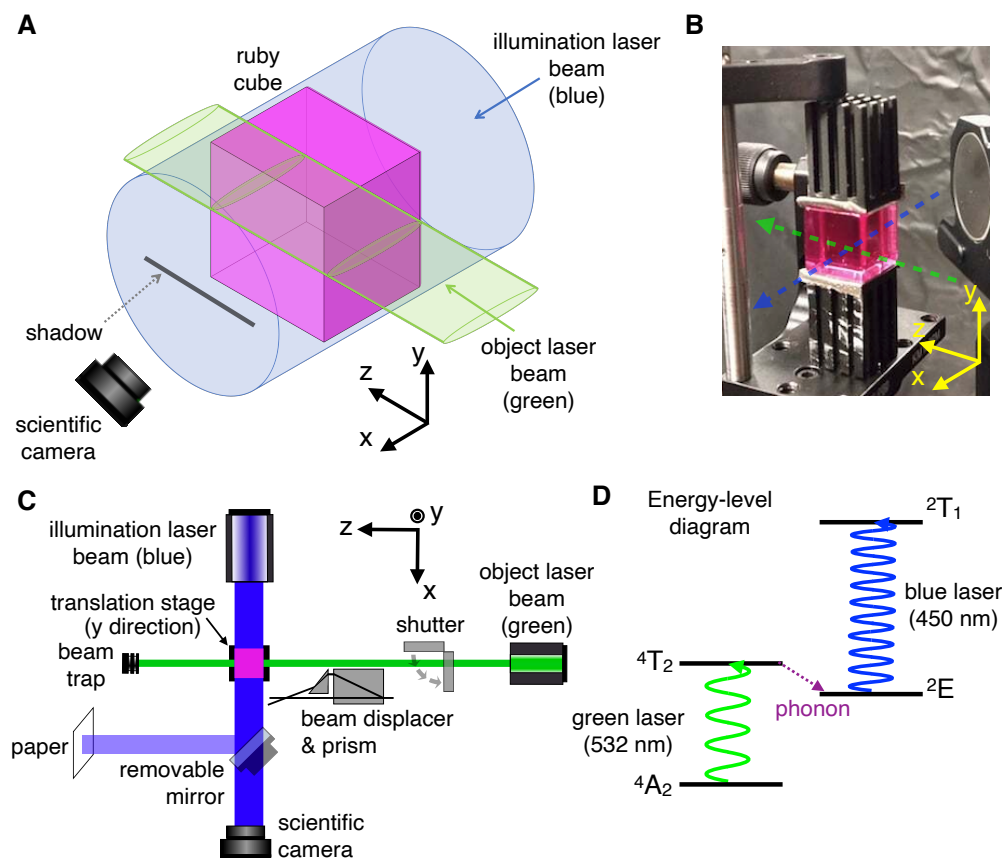 A
ruby
cube
illumination laser
beam
(blue)
shadow
scientific
camera
object laser
beam
(green)
y
z
x
B
y
z
x
C
illumination laser
beam (blue)
y
z
x
object laser
beam
(green)
translation stage
(y direction)
shutter
beam
trap
beam displacer
& prism
paper
removable
mirror
scientific
camera
D
Energy-level
diagram
²T₁
blue laser
(450 nm)
⁴T₂
²E
phonon
green laser
(532 nm)
⁴A₂